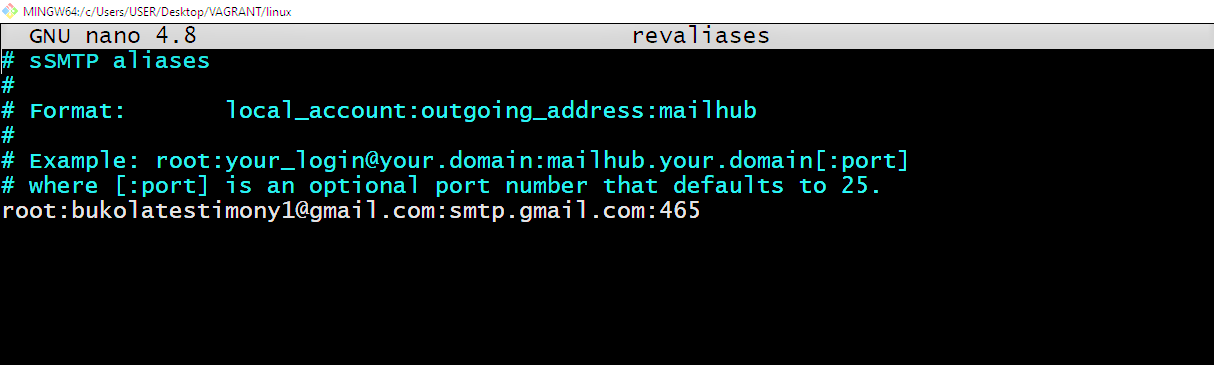 MINGW64:/c/Users/USER/Desktop/VAGRANT/linux
GNU nano 4.8 revaliases
# sSMTP aliases
#
# Format: local_account:outgoing_address:mailhub
#
# Example: root:your_login@your.domain:mailhub.your.domain[:port]
# where [:port] is an optional port number that defaults to 25.
root:bukolatestimony1@gmail.com:smtp.gmail.com:465